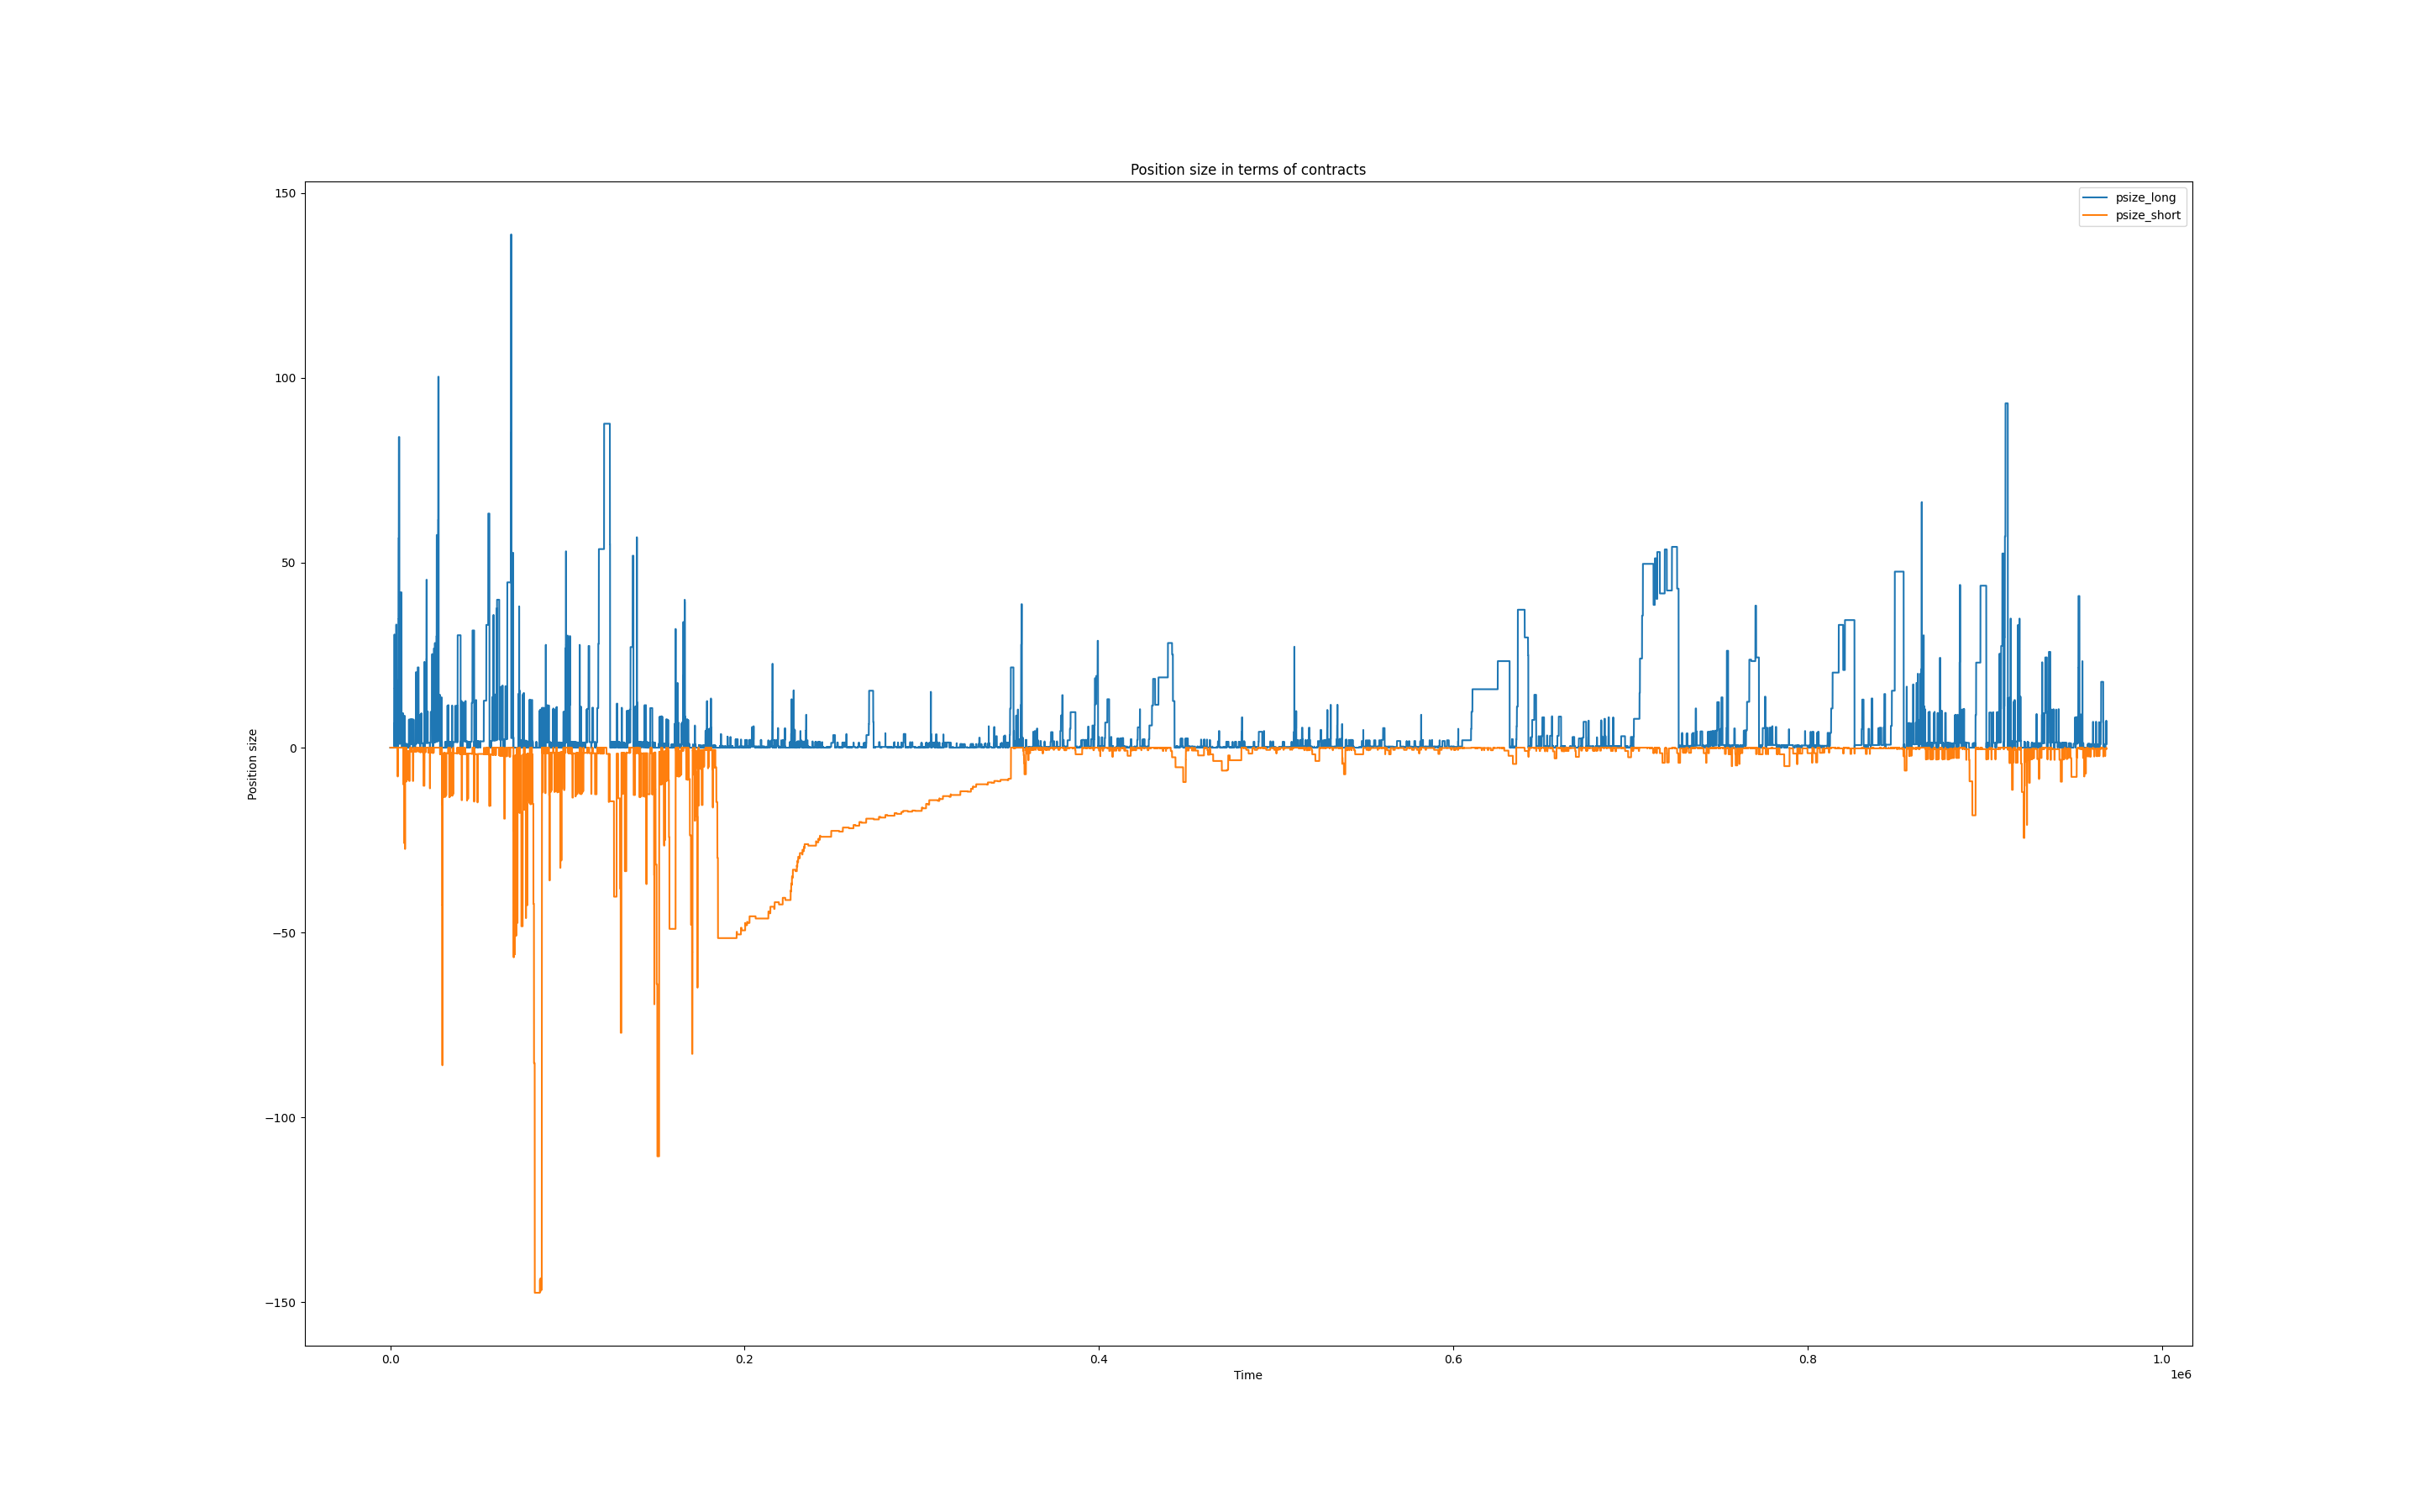 Position size in terms of contracts
psize_long
psize_short
150
100
50
0
−50
−100
−150
Position size
0.0
0.2
0.4
0.6
0.8
1.0
Time
1e6